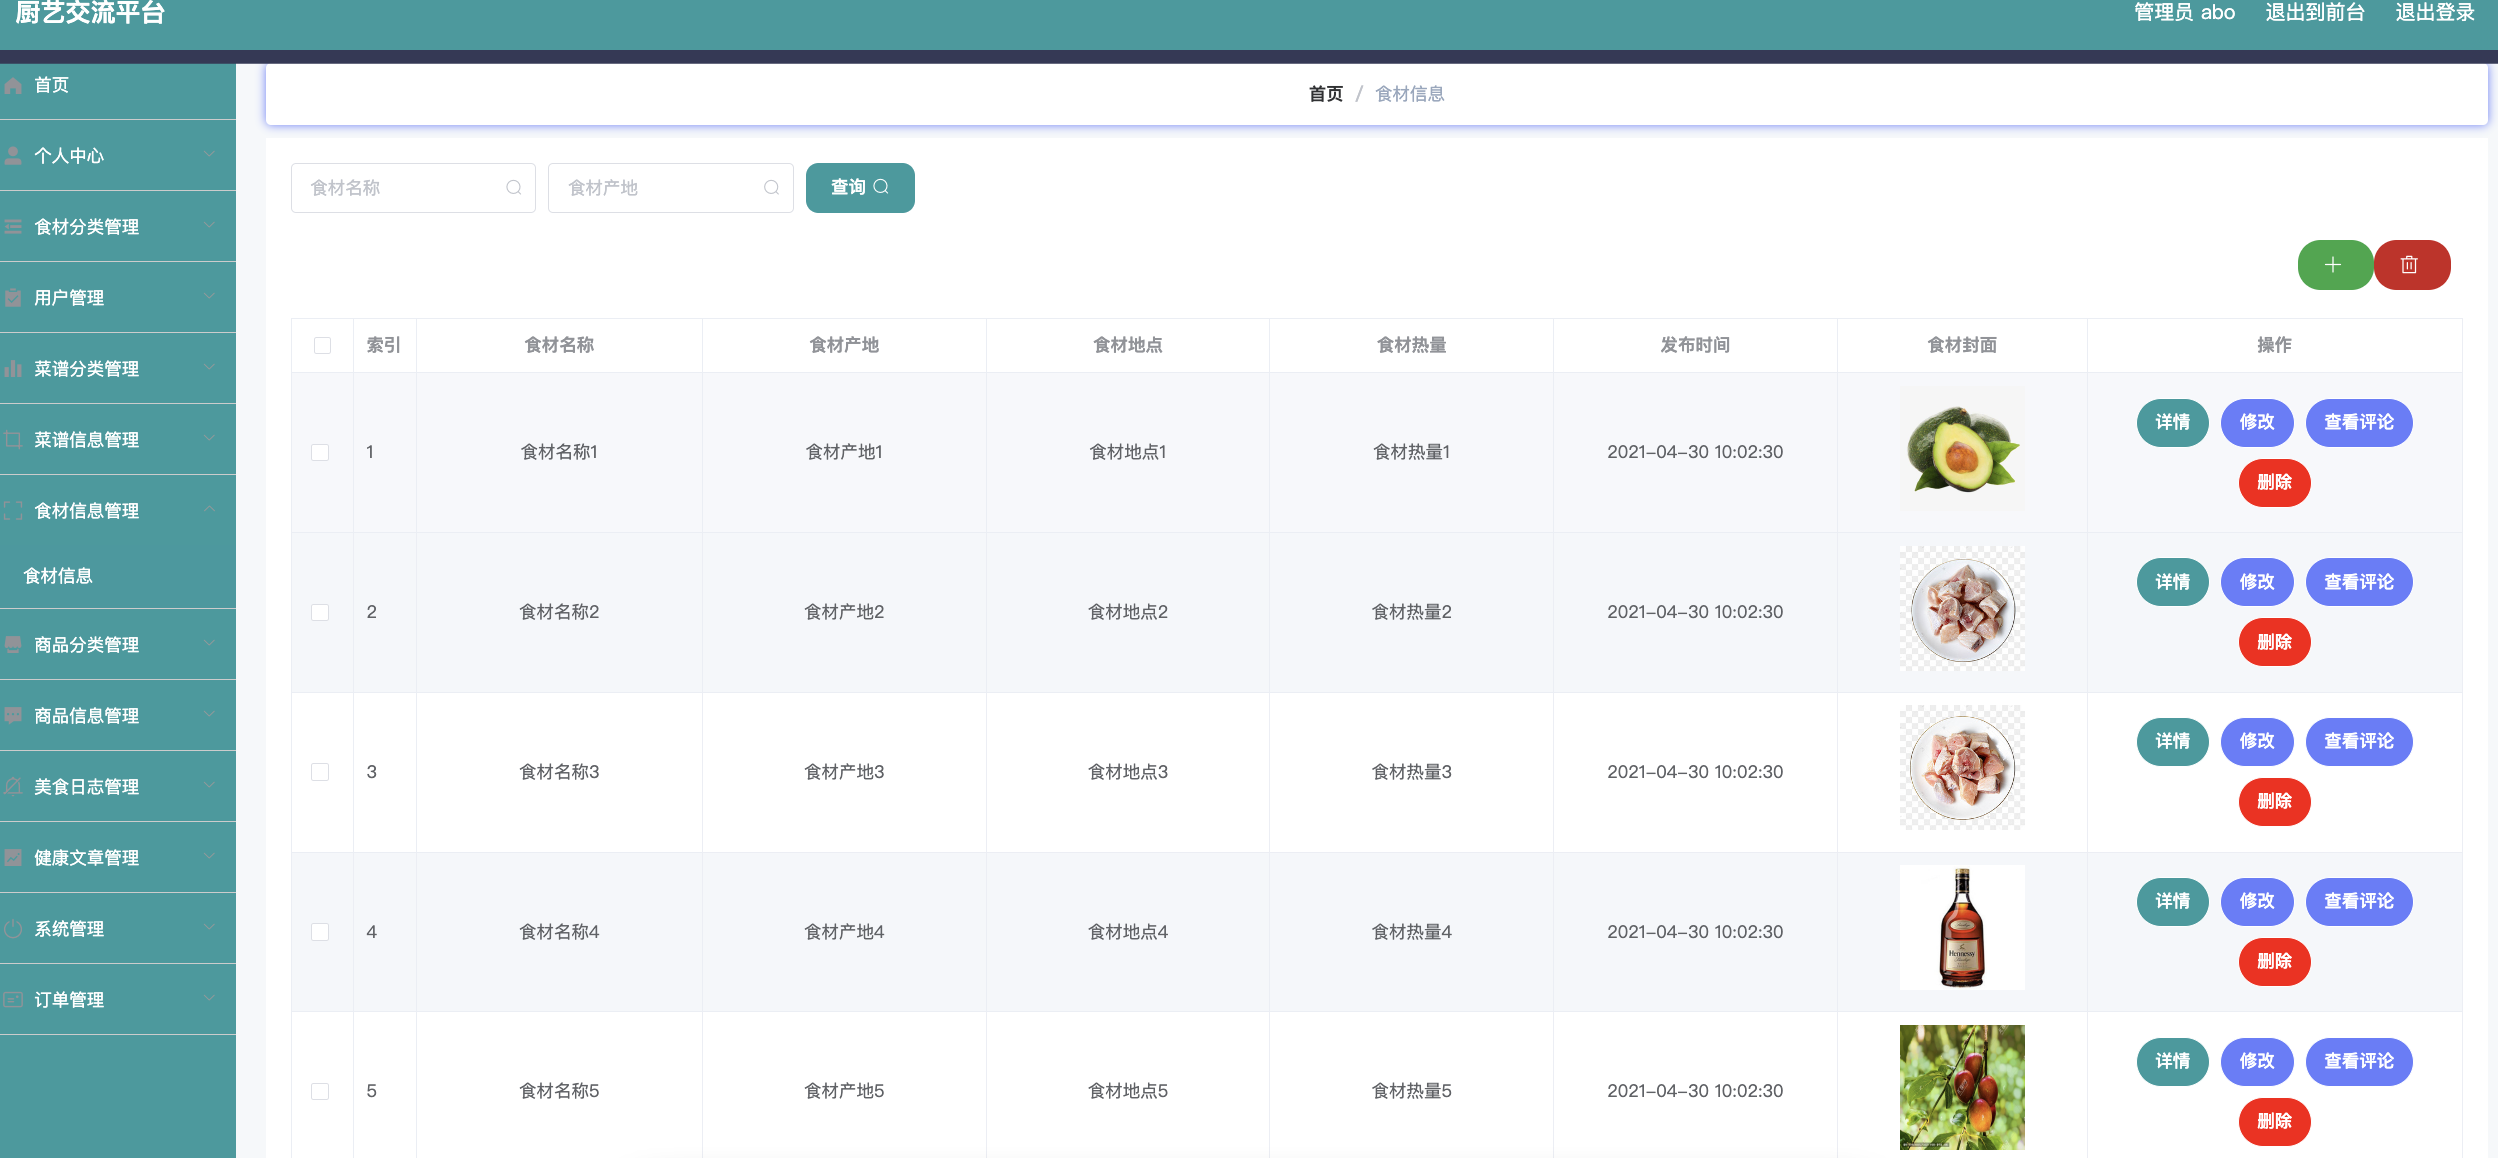 厨艺交流平台
管理员 abo 退出到前台 退出登录
首页
个人中心
食材分类管理
用户管理
菜谱分类管理
菜谱信息管理
食材信息管理
食材信息
商品分类管理
商品信息管理
美食日志管理
健康文章管理
系统管理
订单管理
首页 / 食材信息
食材名称 食材产地 查询
索引 食材名称 食材产地 食材地点 食材热量 发布时间 食材封面 操作
1 食材名称1 食材产地1 食材地点1 食材热量1 2021-04-30 10:02:30 详情 修改 查看评论
删除
2 食材名称2 食材产地2 食材地点2 食材热量2 2021-04-30 10:02:30 详情 修改 查看评论
删除
3 食材名称3 食材产地3 食材地点3 食材热量3 2021-04-30 10:02:30 详情 修改 查看评论
删除
4 食材名称4 食材产地4 食材地点4 食材热量4 2021-04-30 10:02:30 Hennessy 详情 修改 查看评论
删除
5 食材名称5 食材产地5 食材地点5 食材热量5 2021-04-30 10:02:30 详情 修改 查看评论
删除